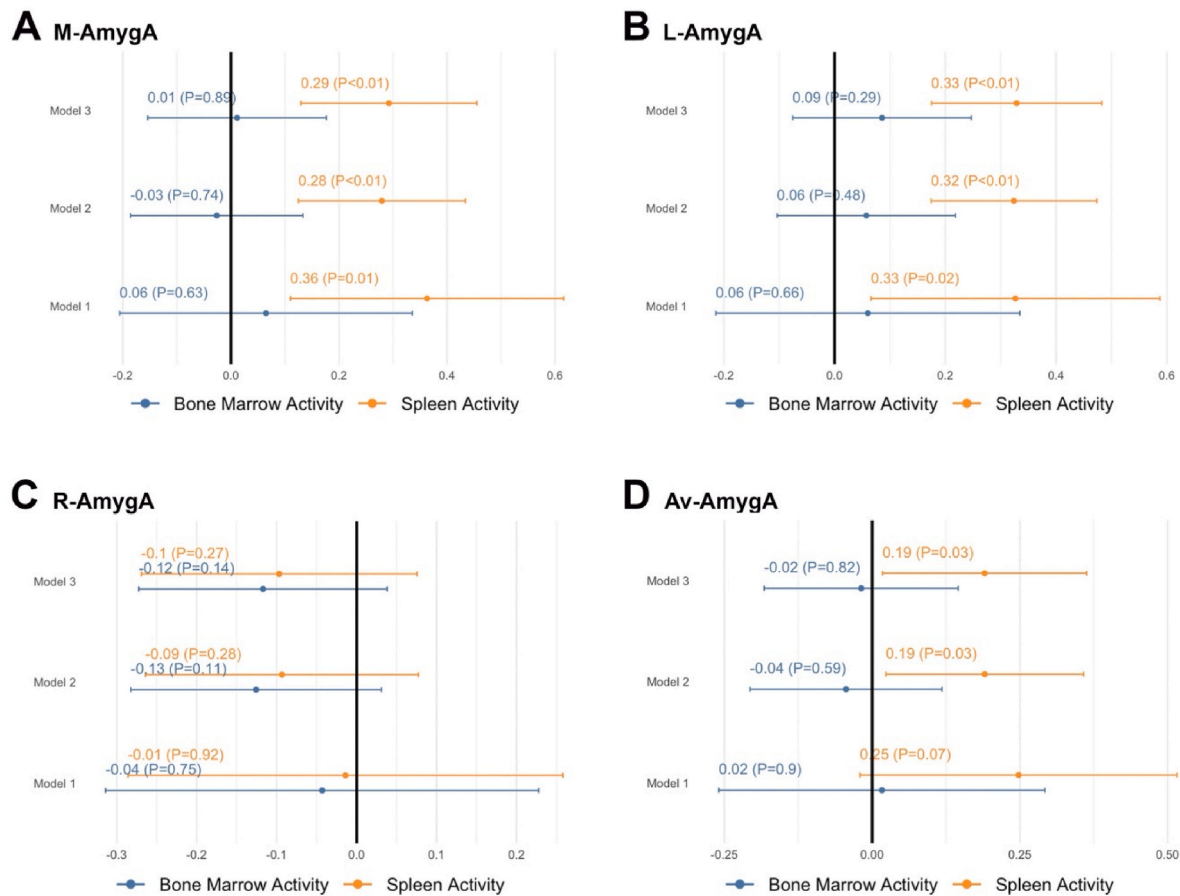 A M-AmygA
0.29 (P<0.01)
0.01 (P=0.89)
Model 3
0.28 (P<0.01)
-0.03 (P=0.74)
Model 2
0.36 (P=0.01)
0.06 (P=0.63)
Model 1
-0.2 0.0 0.2 0.4 0.6
Bone Marrow Activity Spleen Activity
B L-AmygA
0.33 (P<0.01)
0.09 (P=0.29)
Model 3
0.32 (P<0.01)
0.06 (P=0.48)
Model 2
0.33 (P=0.02)
0.06 (P=0.66)
Model 1
-0.2 0.0 0.2 0.4 0.6
Bone Marrow Activity Spleen Activity
C R-AmygA
-0.1 (P=0.27)
-0.12 (P=0.14)
Model 3
-0.09 (P=0.28)
-0.13 (P=0.11)
Model 2
-0.01 (P=0.92)
-0.04 (P=0.75)
Model 1
-0.3 -0.2 -0.1 0.0 0.1 0.2
Bone Marrow Activity Spleen Activity
D Av-AmygA
0.19 (P=0.03)
-0.02 (P=0.82)
Model 3
0.19 (P=0.03)
-0.04 (P=0.59)
Model 2
0.25 (P=0.07)
0.02 (P=0.9)
Model 1
-0.25 0.00 0.25 0.50
Bone Marrow Activity Spleen Activity